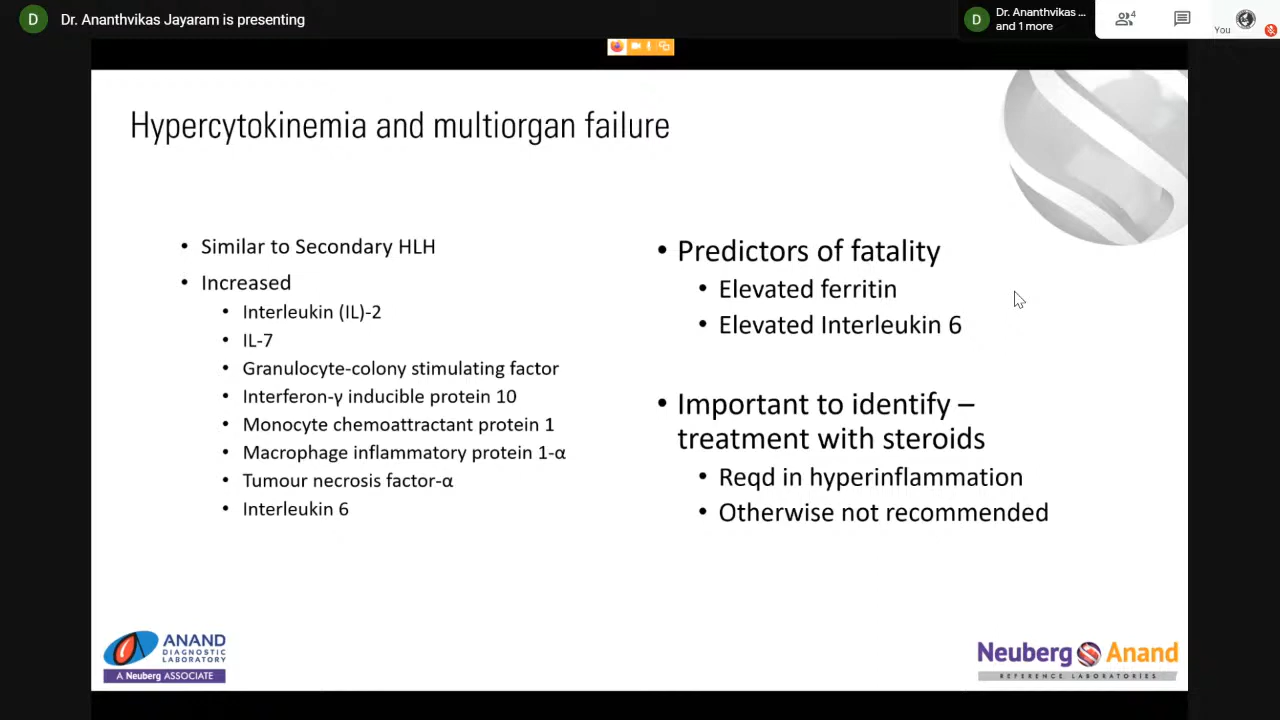 D
Dr. Ananthvikas Jayaram is presenting
D
Dr. Ananthvikas ...
and 1 more
4
You
Hypercytokinemia and multiorgan failure
• Similar to Secondary HLH
• Increased
• Interleukin (IL)-2
• IL-7
• Granulocyte-colony stimulating factor
• Interferon-γ inducible protein 10
• Monocyte chemoattractant protein 1
• Macrophage inflammatory protein 1-α
• Tumour necrosis factor-α
• Interleukin 6
• Predictors of fatality
• Elevated ferritin
• Elevated Interleukin 6
• Important to identify –
treatment with steroids
• Reqd in hyperinflammation
• Otherwise not recommended
ANAND
DIAGNOSTIC
LABORATORY
A Neuberg ASSOCIATE
Neuberg Anand
REFERENCE LABORATORIES